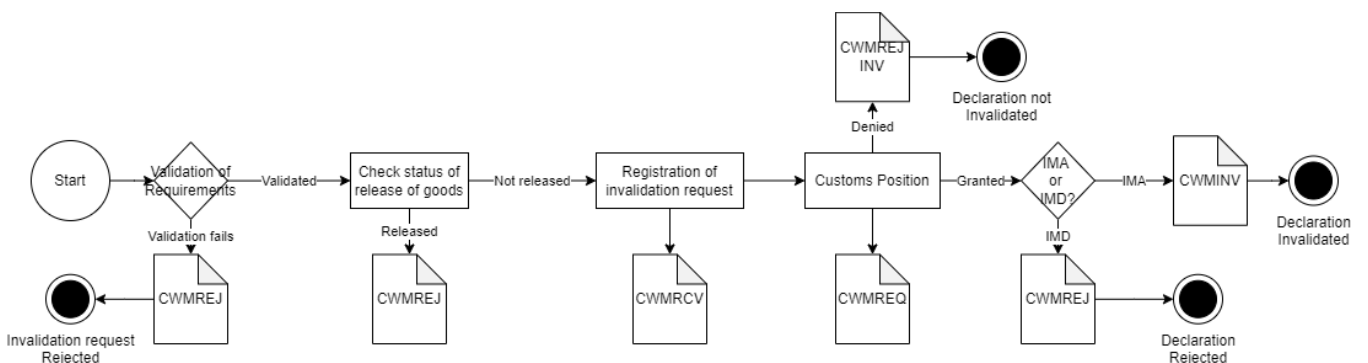 CWMREJ
INV
Declaration not
Invalidated
Denied
Start
Validation of
Requirements
Validated
Check status of
release of goods
Not released
Registration of
invalidation request
Customs Position
Granted
IMA
or
IMD?
IMA
CWMINV
Declaration
Invalidated
Validation fails
Released
IMD
CWMREJ
CWMREJ
CWMRCV
CWMREQ
CWMREJ
Invalidation request
Rejected
Declaration
Rejected